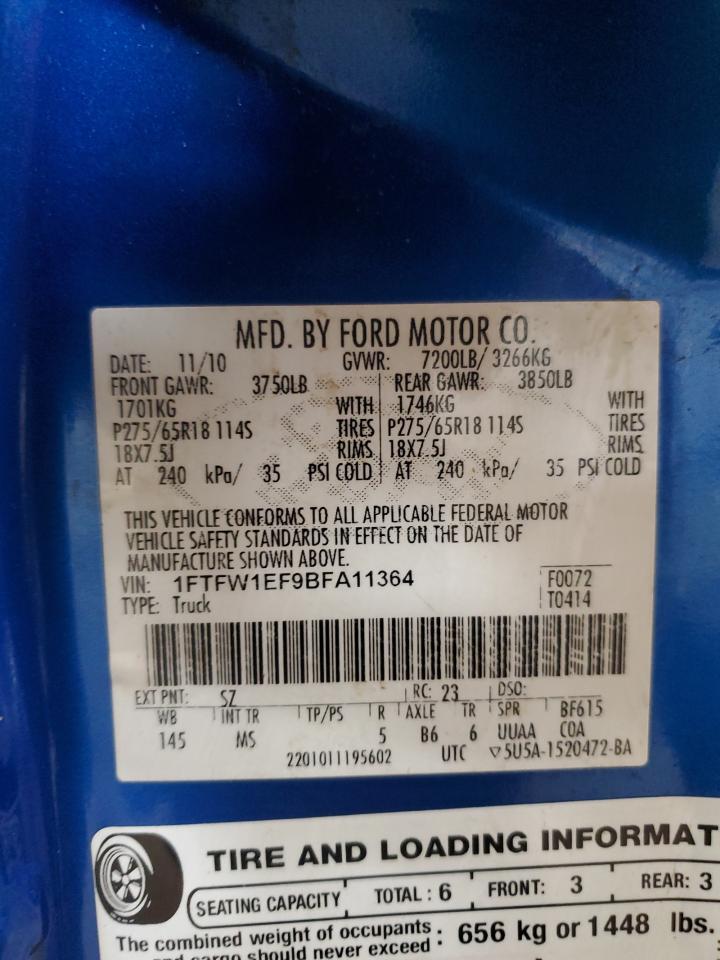 MFD. BY FORD MOTOR CO.
DATE: 11/10 GVWR: 7200LB/ 3266KG
FRONT GAWR: 3750LB REAR GAWR: 3850LB
1701KG WITH 1746KG WITH
P275/65R18 114S TIRES P275/65R18 114S TIRES
18X7.5J RIMS 18X7.5J RIMS
AT 240 kPa/ 35 PSI COLD AT 240 kPa/ 35 PSI COLD
THIS VEHICLE CONFORMS TO ALL APPLICABLE FEDERAL MOTOR
VEHICLE SAFETY STANDARDS IN EFFECT ON THE DATE OF
MANUFACTURE SHOWN ABOVE.
VIN: 1FTFW1EF9BFA11364 F0072
TYPE: Truck T0414
EXT PNT: SZ RC: 23 DSO:
WB INT TR TP/PS R AXLE TR SPR BF615
145 MS 5 B6 6 UUAA COA
2201011195602 UTC ▽5U5A-1520472-BA
TIRE AND LOADING INFORMAT
SEATING CAPACITY TOTAL : 6 FRONT: 3 REAR: 3
The combined weight of occupants
and cargo should never exceed : 656 kg or 1448 lbs.